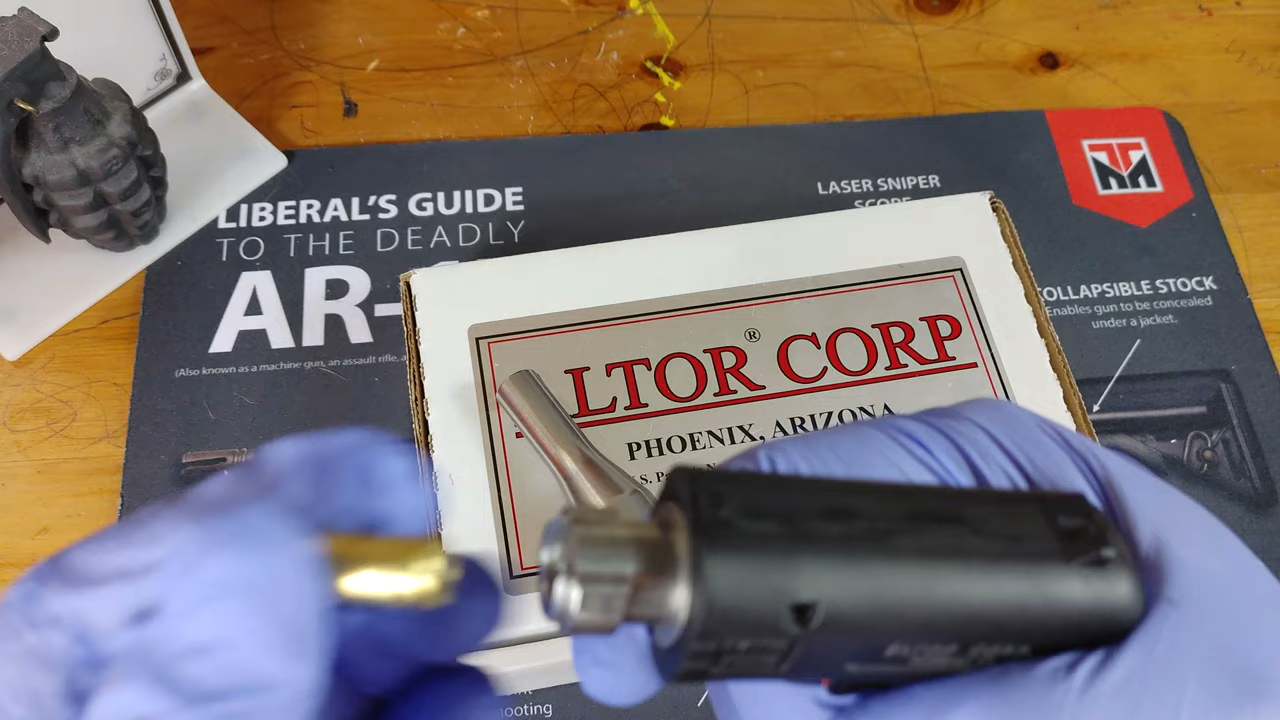 LIBERAL'S GUIDE
TO THE DEADLY
AR-
(Also known as a machine gun, an assault rifle, a
LASER SNIPER
SCOPE
COLLAPSIBLE STOCK
Enables gun to be concealed
under a jacket.
LTOR® CORP
PHOENIX, ARIZONA
ooting